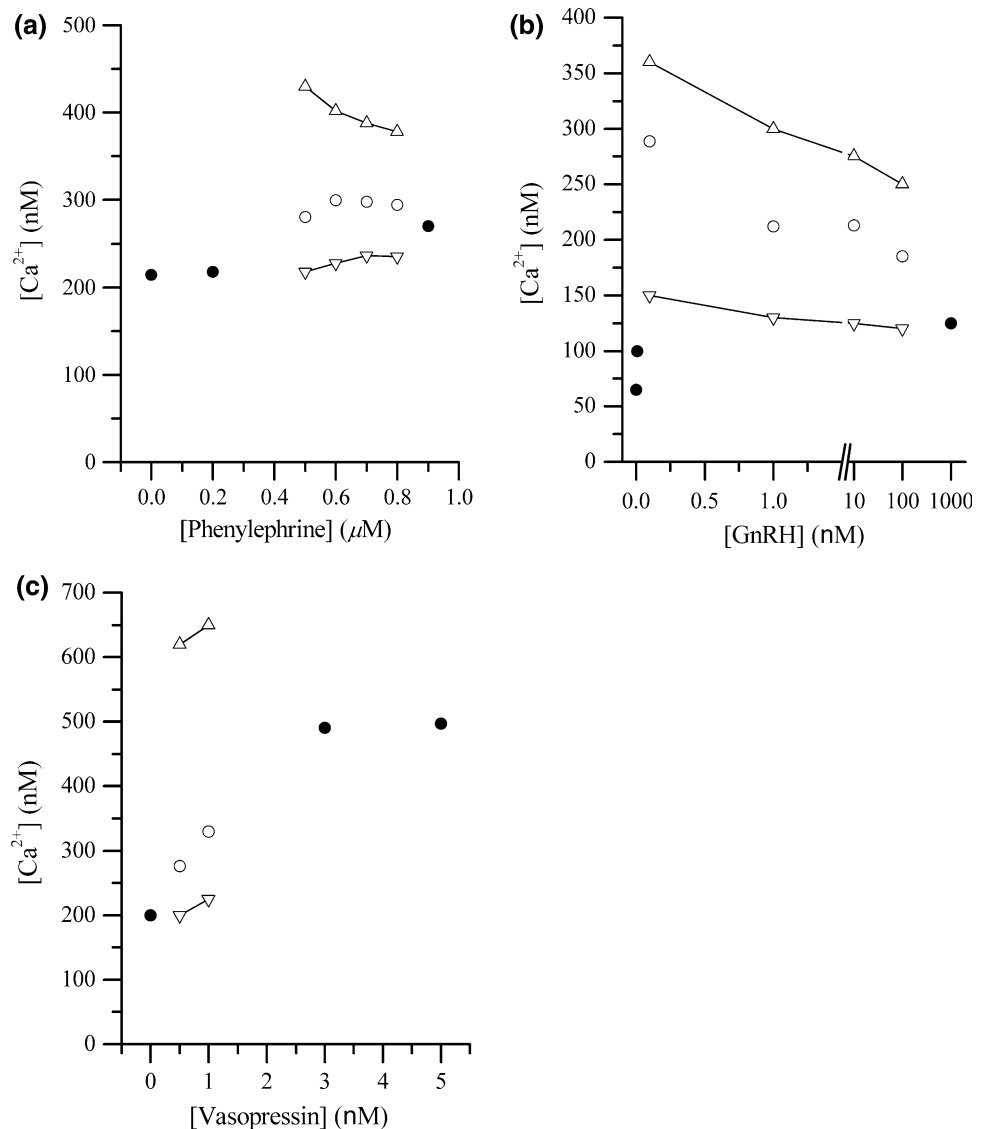 (a)
500
400
300
200
100
0
[Ca2+] (nM)
0.0 0.2 0.4 0.6 0.8 1.0
[Phenylephrine] (μM)
(b)
400
350
300
250
200
150
100
50
0
[Ca2+] (nM)
0.0 0.5 1.0 10 100 1000
[GnRH] (nM)
(c)
700
600
500
400
300
200
100
0
[Ca2+] (nM)
0 1 2 3 4 5
[Vasopressin] (nM)